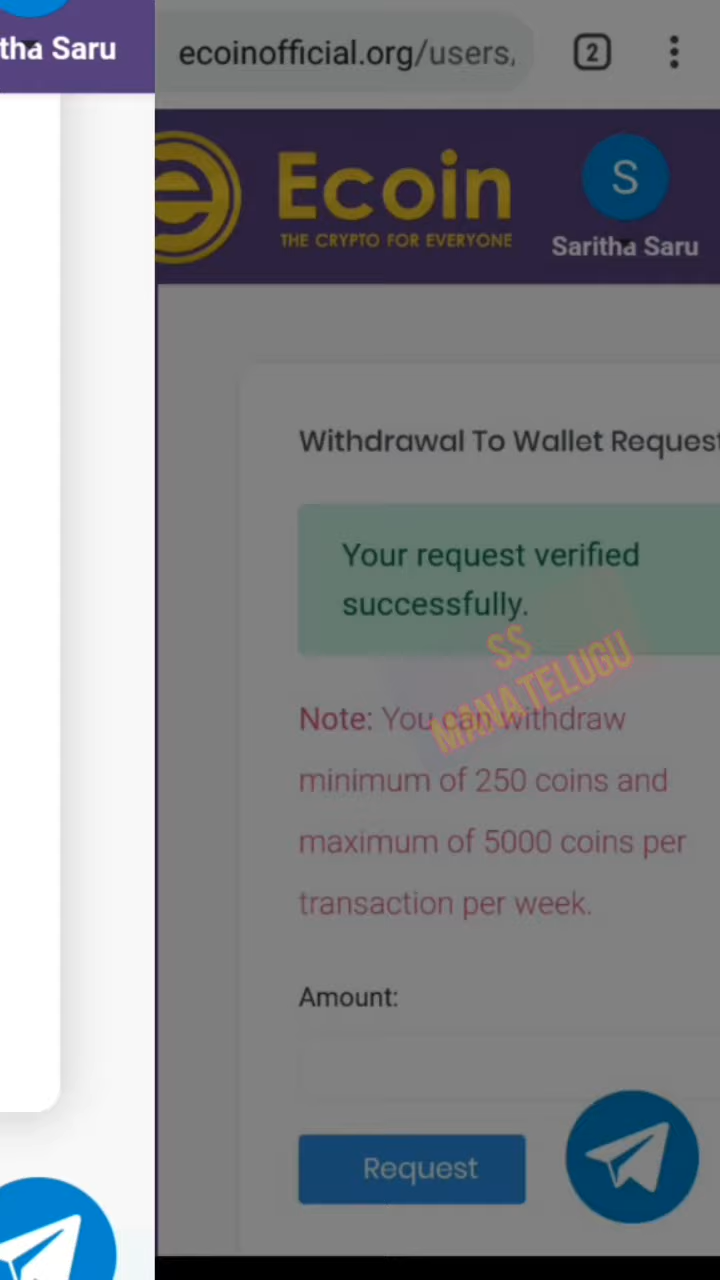 tha Saru
ecoinofficial.org/users,
2
Ecoin
THE CRYPTO FOR EVERYONE
S
Saritha Saru
Withdrawal To Wallet Request
Your request verified
successfully.
SS
MANATELUGU
Note: You can withdraw
minimum of 250 coins and
maximum of 5000 coins per
transaction per week.
Amount:
Request